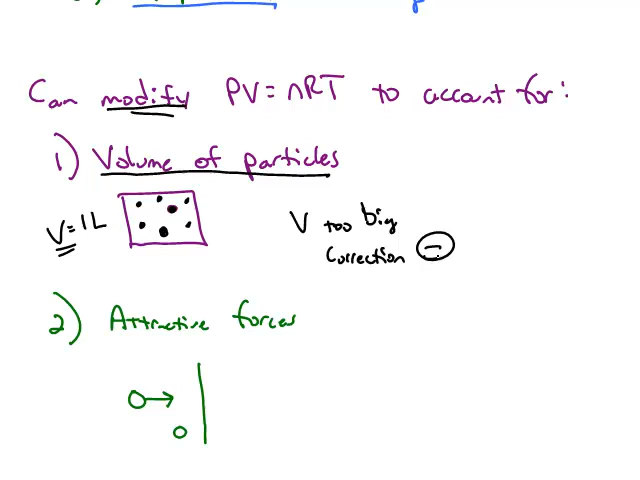 Can modify PV=nRT to account for:
1) Volume of particles
V=1L
V too big
Correction −
2) Attractive forces